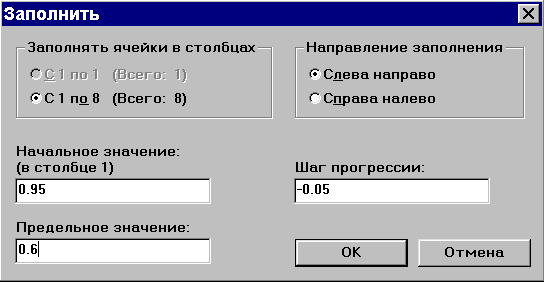 Заполнить
Заполнять ячейки в столбцах
С 1 по 1 (Всего: 1)
С 1 по 8 (Всего: 8)
Направление заполнения
Слева направо
Справа налево
Начальное значение:
(в столбце 1)
0.95
Шаг прогрессии:
-0.05
Предельное значение:
0.6
OK
Отмена